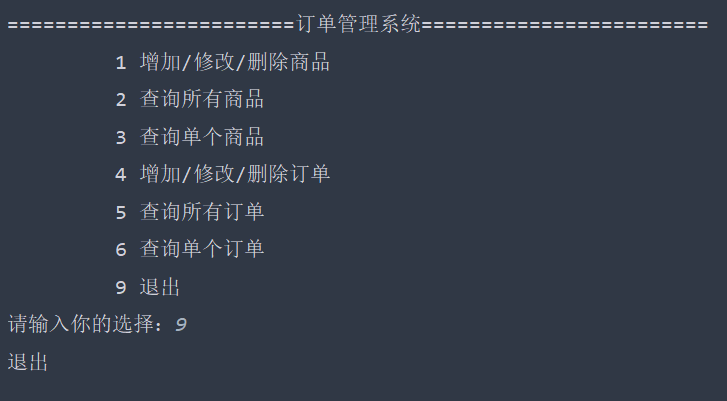 ========================订单管理系统========================
1 增加/修改/删除商品
2 查询所有商品
3 查询单个商品
4 增加/修改/删除订单
5 查询所有订单
6 查询单个订单
9 退出
请输入你的选择：9
退出